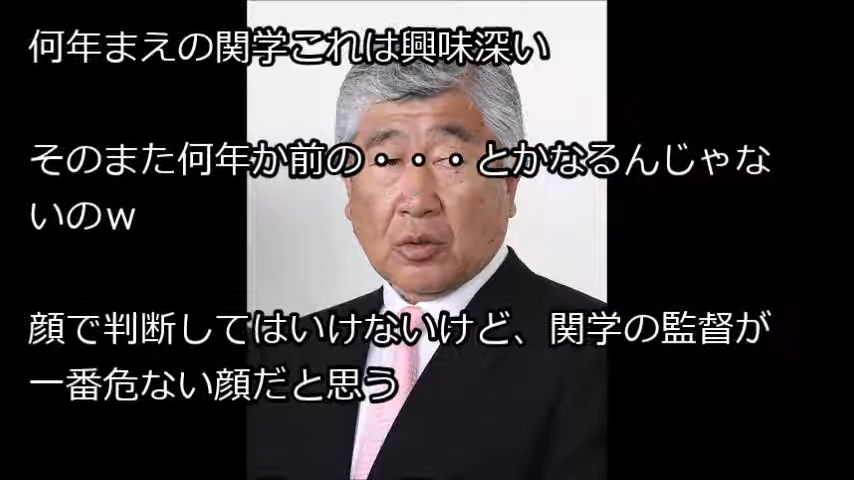 何年まえの関学これは興味深い
そのまた何年か前の。。。とかなるんじゃな
いのｗ
顔で判断してはいけないけど、関学の監督が
一番危ない顔だと思う